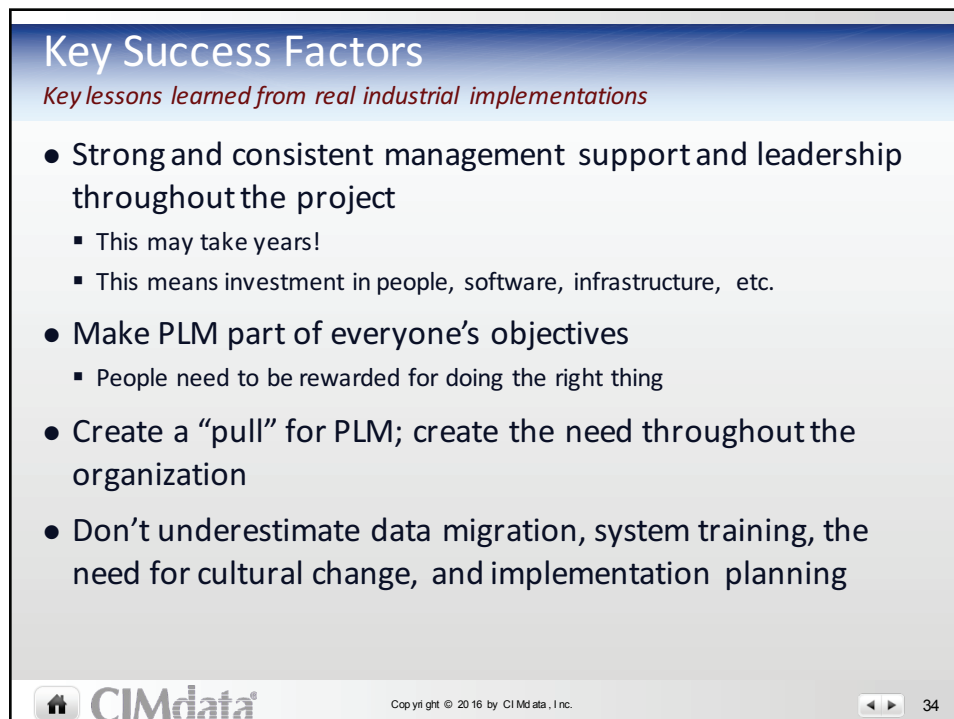 Key Success Factors
Key lessons learned from real industrial implementations
● Strong and consistent management support and leadership
throughout the project
▪ This may take years!
▪ This means investment in people, software, infrastructure, etc.
● Make PLM part of everyone’s objectives
▪ People need to be rewarded for doing the right thing
● Create a “pull” for PLM; create the need throughout the
organization
● Don’t underestimate data migration, system training, the
need for cultural change, and implementation planning
CIMdata® Copyright © 2016 by CIMdata, Inc. 34